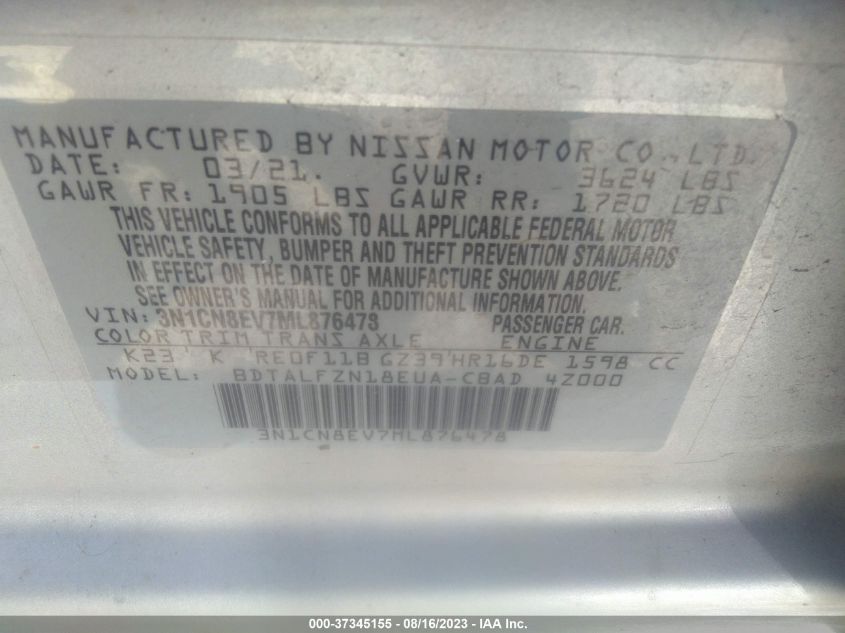 MANUFACTURED BY NISSAN MOTOR CO., LTD.
DATE: 03/21. GVWR: 3624 LBS
GAWR FR: 1905 LBS GAWR RR: 1720 LBS
THIS VEHICLE CONFORMS TO ALL APPLICABLE FEDERAL MOTOR
VEHICLE SAFETY, BUMPER AND THEFT PREVENTION STANDARDS
IN EFFECT ON THE DATE OF MANUFACTURE SHOWN ABOVE.
SEE OWNER'S MANUAL FOR ADDITIONAL INFORMATION.
VIN: 3N1CN8EV7ML876478 PASSENGER CAR.
COLOR TRIM TRANS AXLE ENGINE
K23 K RE0F11B GZ39 HR16DE 1598 CC
MODEL: BDTALFZN18EUA-CBAD 4Z000
3N1CN8EV7ML876478
000-37345155 - 08/16/2023 - IAA Inc.